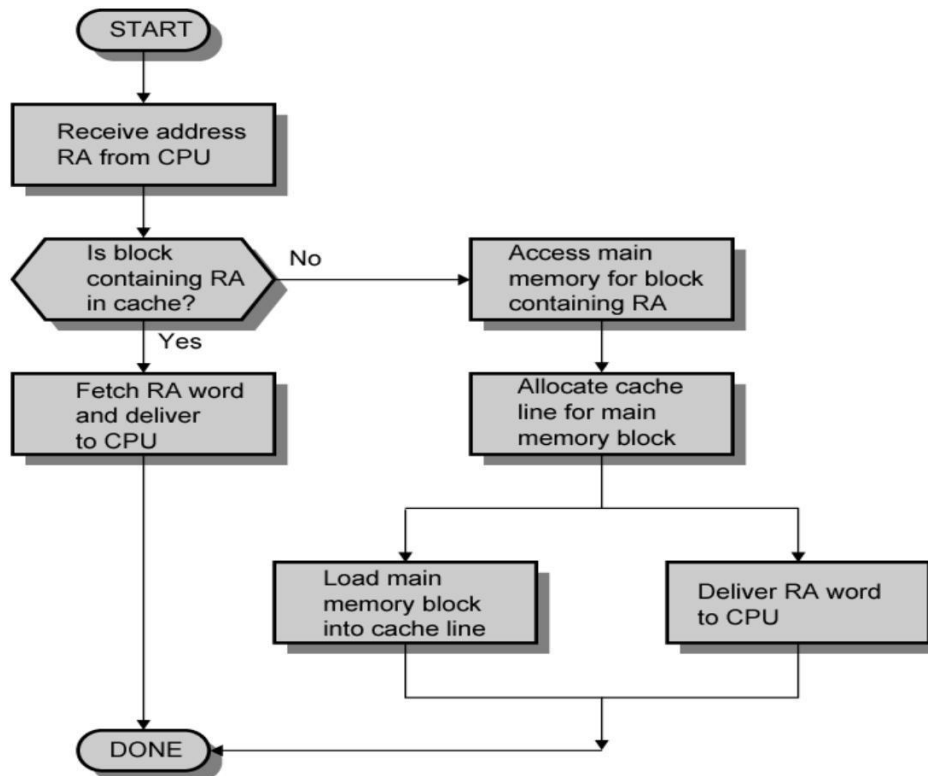 START
Receive address
RA from CPU
Is block
containing RA
in cache?
No
Access main
memory for block
containing RA
Yes
Fetch RA word
and deliver
to CPU
Allocate cache
line for main
memory block
Load main
memory block
into cache line
Deliver RA word
to CPU
DONE